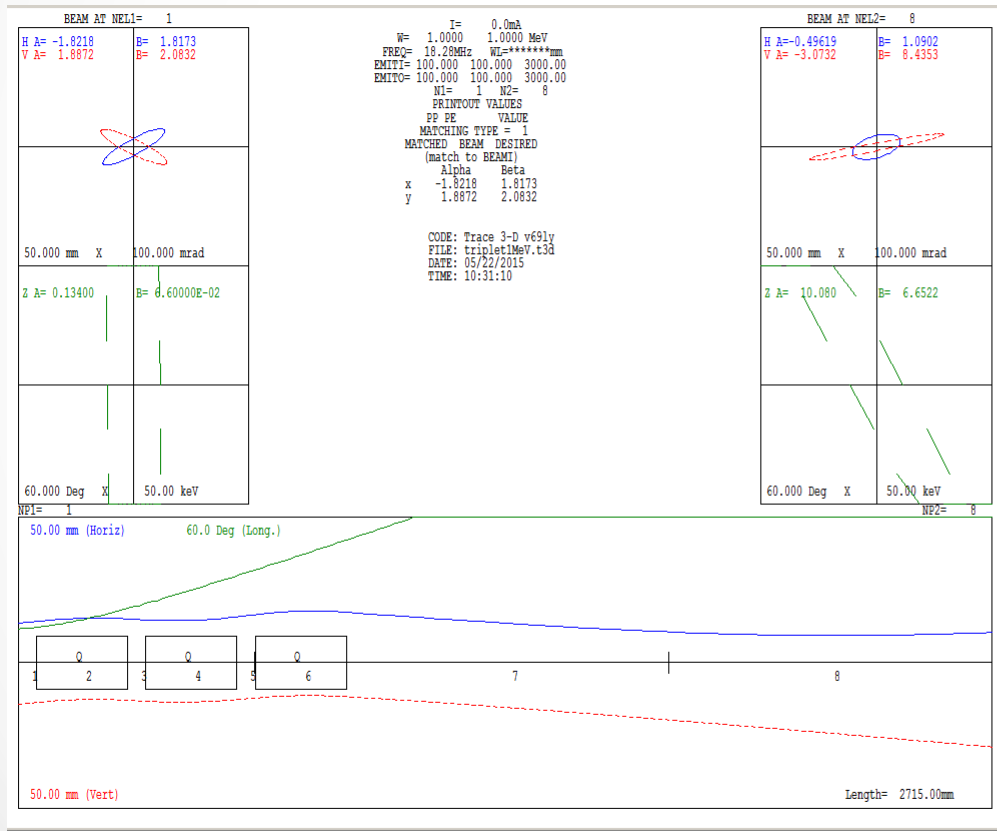 BEAM AT NEL1= 1
H A= -1.8218 B= 1.8173
V A= 1.8872 B= 2.0832
50.000 mm X 100.000 mrad
Z A= 0.13400 B= 6.60000E-02
60.000 Deg X 50.00 keV
NP1= 1
I= 0.0mA
W= 1.0000 1.0000 MeV
FREQ= 18.28MHz WL=*******mm
EMITI= 100.000 100.000 3000.00
EMITO= 100.000 100.000 3000.00
N1= 1 N2= 8
PRINTOUT VALUES
PP PE VALUE
MATCHING TYPE = 1
MATCHED BEAM DESIRED
(match to BEAMI)
Alpha Beta
x -1.8218 1.8173
y 1.8872 2.0832
CODE: Trace 3-D v69ly
FILE: triplet1MeV.t3d
DATE: 05/22/2015
TIME: 10:31:10
BEAM AT NEL2= 8
H A=-0.49619 B= 1.0902
V A= -3.0732 B= 8.4353
50.000 mm X 100.000 mrad
Z A= 10.080 B= 6.6522
60.000 Deg X 50.00 keV
NP2= 8
50.00 mm (Horiz) 60.0 Deg (Long.)
Q Q Q
1 2 3 4 5 6 7 8
50.00 mm (Vert) Length= 2715.00mm